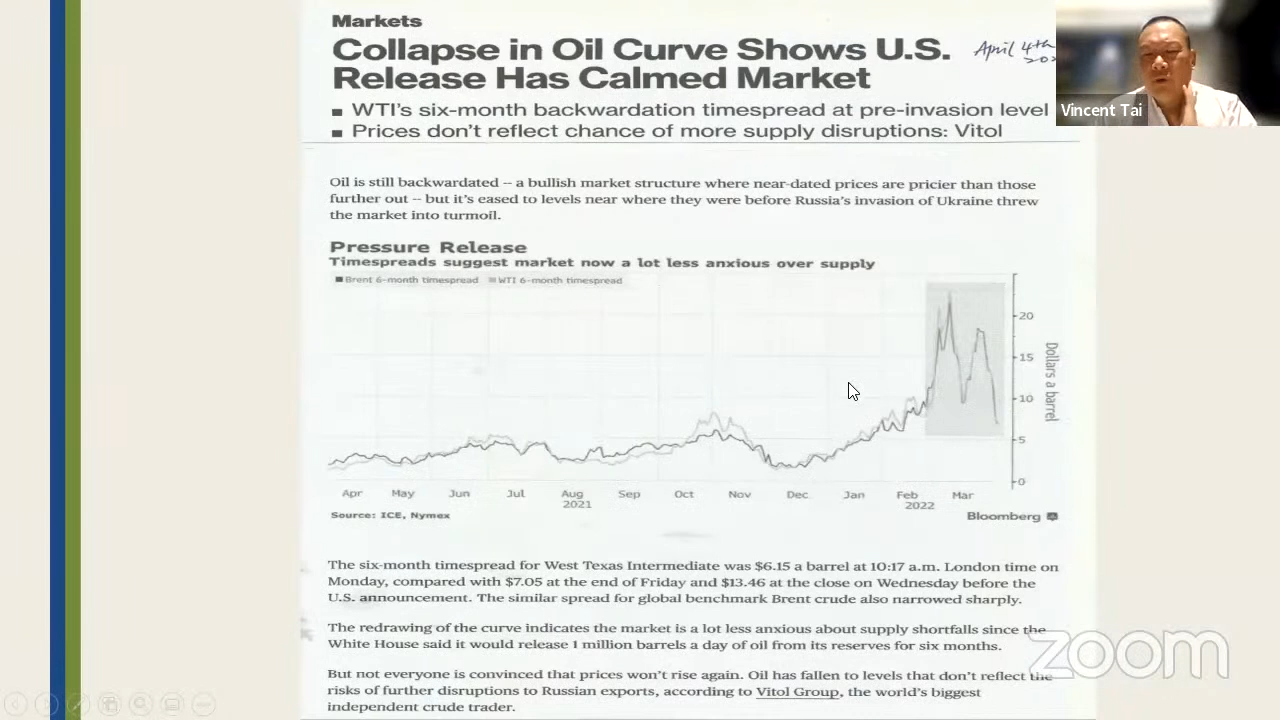 Markets
Collapse in Oil Curve Shows U.S.
Release Has Calmed Market
April 4th
■ WTI's six-month backwardation timespread at pre-invasion level
■ Prices don't reflect chance of more supply disruptions: Vitol
Vincent Tai
Oil is still backwardated -- a bullish market structure where near-dated prices are pricier than those
further out -- but it's eased to levels near where they were before Russia's invasion of Ukraine threw
the market into turmoil.
Pressure Release
Timespreads suggest market now a lot less anxious over supply
■ Brent 6-month timespread ■ WTI 6-month timespread
20
15
10
5
0
Dollars a barrel
Apr May Jun Jul Aug Sep Oct Nov Dec Jan Feb Mar
2021 2022
Source: ICE, Nymex
Bloomberg
The six-month timespread for West Texas Intermediate was $6.15 a barrel at 10:17 a.m. London time on
Monday, compared with $7.05 at the end of Friday and $13.46 at the close on Wednesday before the
U.S. announcement. The similar spread for global benchmark Brent crude also narrowed sharply.
The redrawing of the curve indicates the market is a lot less anxious about supply shortfalls since the
White House said it would release 1 million barrels a day of oil from its reserves for six months.
But not everyone is convinced that prices won't rise again. Oil has fallen to levels that don't reflect the
risks of further disruptions to Russian exports, according to Vitol Group, the world's biggest
independent crude trader.
zoom